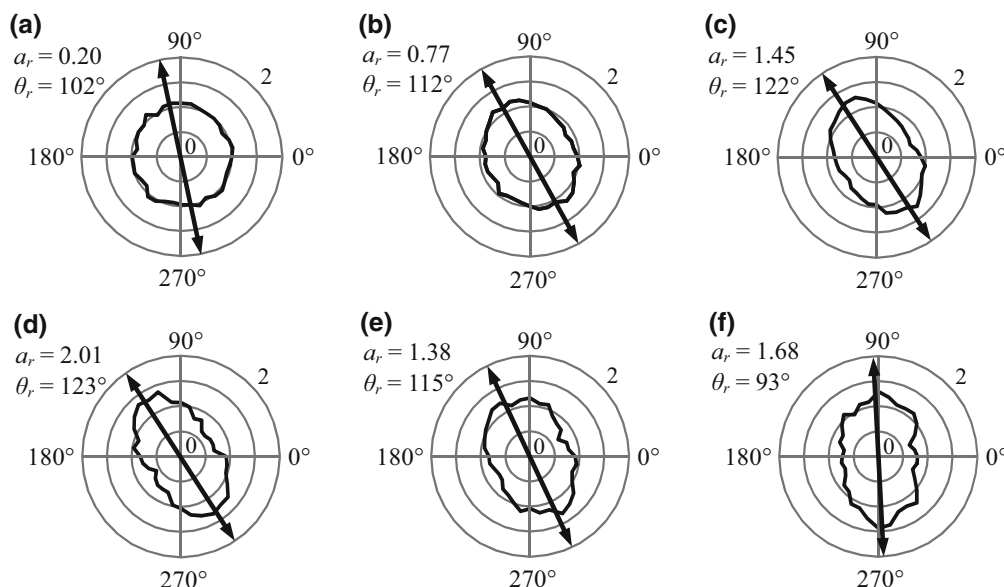 (a)
a_r = 0.20
θ_r = 102°
90°
2
0
180°
0°
270°
(b)
a_r = 0.77
θ_r = 112°
90°
2
0
180°
0°
270°
(c)
a_r = 1.45
θ_r = 122°
90°
2
0
180°
0°
270°
(d)
a_r = 2.01
θ_r = 123°
90°
2
0
180°
0°
270°
(e)
a_r = 1.38
θ_r = 115°
90°
2
0
180°
0°
270°
(f)
a_r = 1.68
θ_r = 93°
90°
2
0
180°
0°
270°